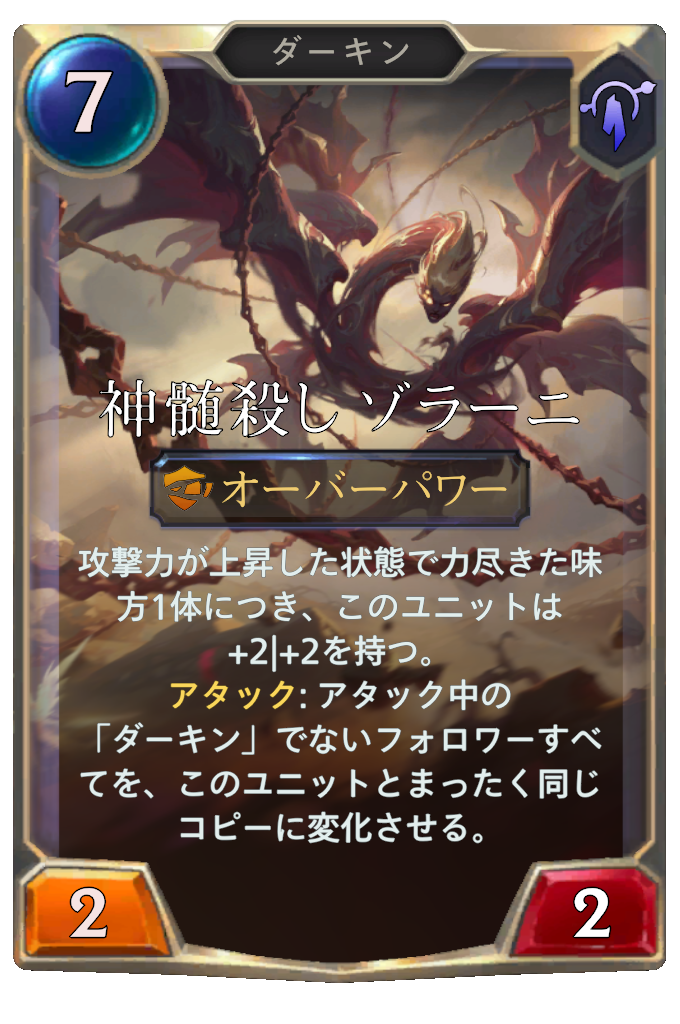 ダーキン
7
神髄殺し ゾラーニ
オーバーパワー
攻撃力が上昇した状態で力尽きた味
方1体につき、このユニットは
+2|+2を持つ。
アタック: アタック中の
「ダーキン」でないフォロワーすべ
てを、このユニットとまったく同じ
コピーに変化させる。
2
2